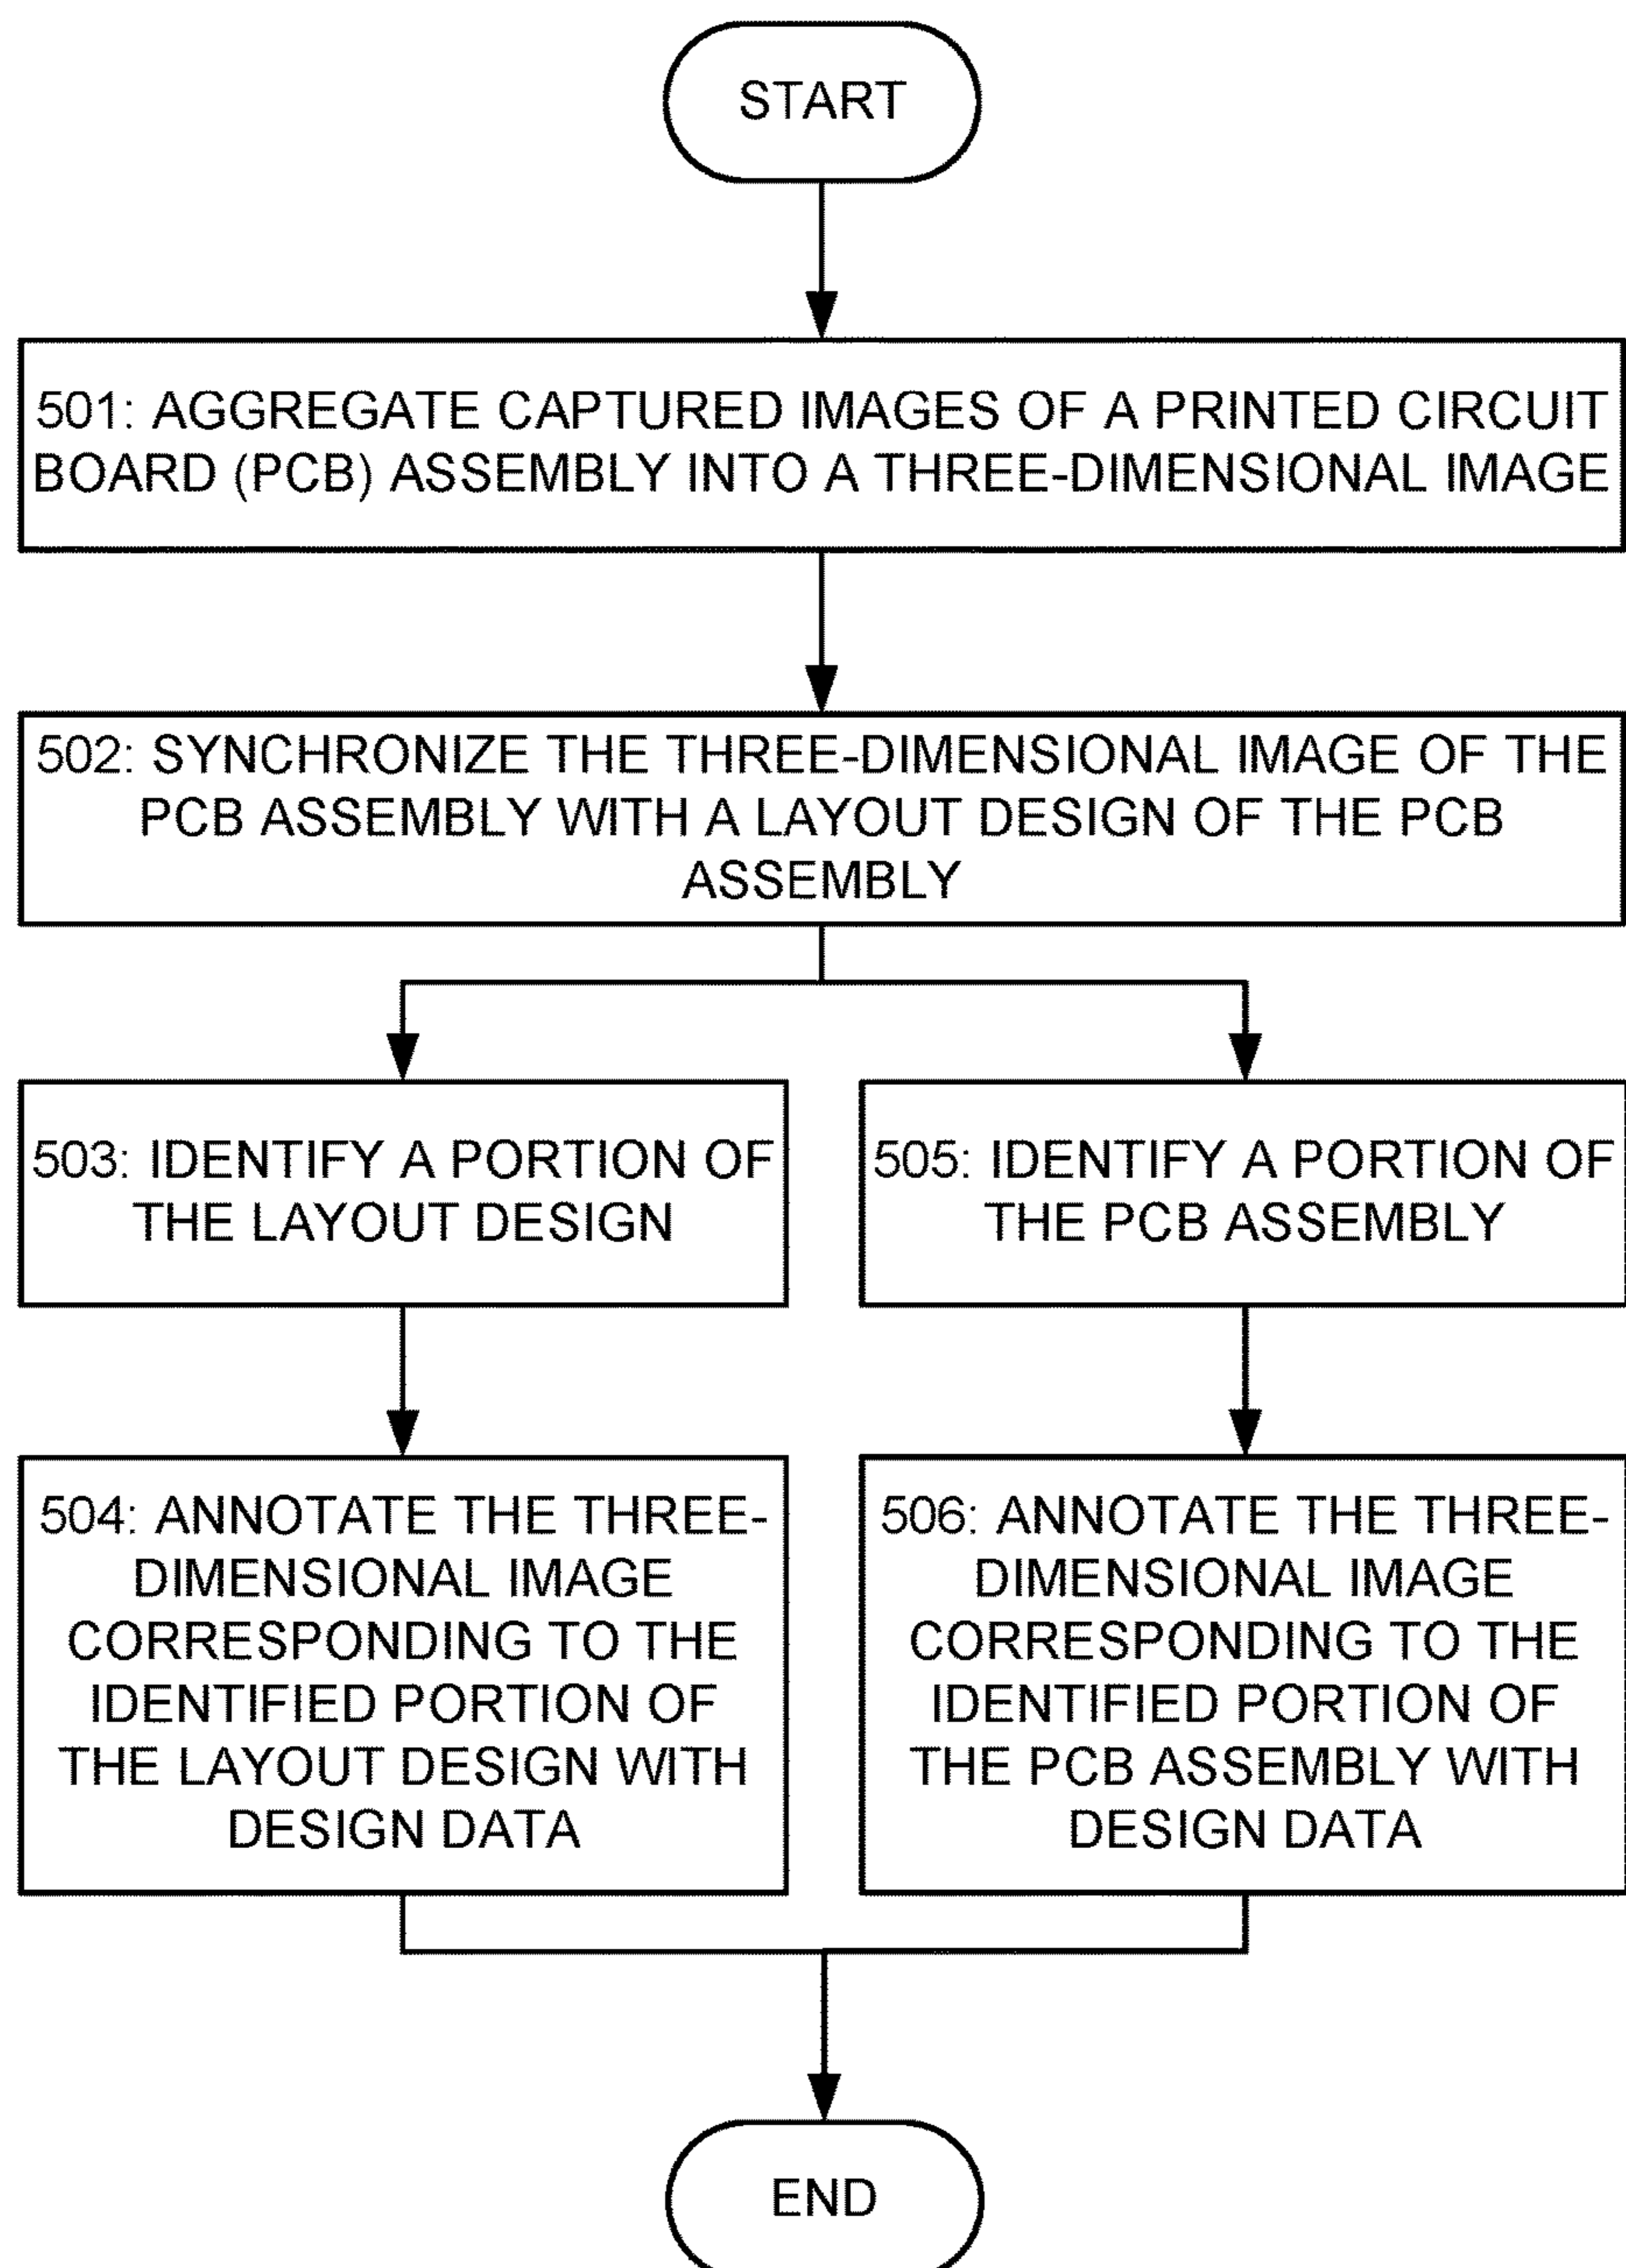 START
501: AGGREGATE CAPTURED IMAGES OF A PRINTED CIRCUIT
BOARD (PCB) ASSEMBLY INTO A THREE-DIMENSIONAL IMAGE
502: SYNCHRONIZE THE THREE-DIMENSIONAL IMAGE OF THE
PCB ASSEMBLY WITH A LAYOUT DESIGN OF THE PCB
ASSEMBLY
503: IDENTIFY A PORTION OF
THE LAYOUT DESIGN
505: IDENTIFY A PORTION OF
THE PCB ASSEMBLY
504: ANNOTATE THE THREE-
DIMENSIONAL IMAGE
CORRESPONDING TO THE
IDENTIFIED PORTION OF
THE LAYOUT DESIGN WITH
DESIGN DATA
506: ANNOTATE THE THREE-
DIMENSIONAL IMAGE
CORRESPONDING TO THE
IDENTIFIED PORTION OF
THE PCB ASSEMBLY WITH
DESIGN DATA
END